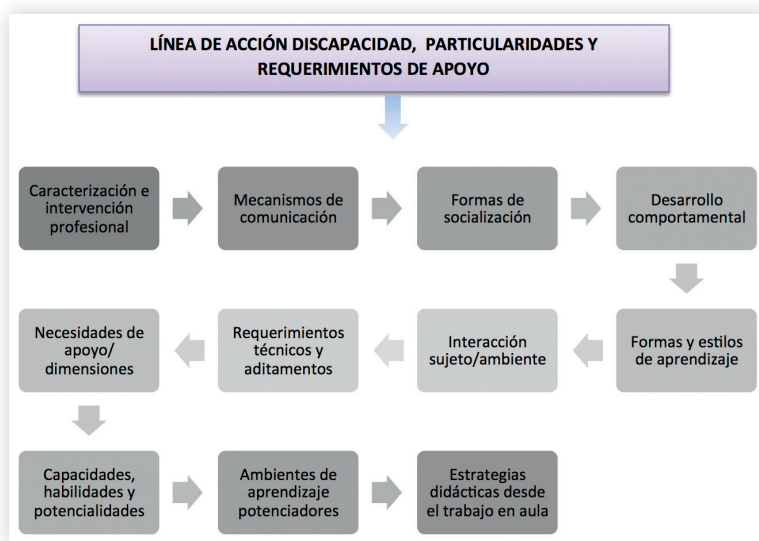 LÍNEA DE ACCIÓN DISCAPACIDAD, PARTICULARIDADES Y
REQUERIMIENTOS DE APOYO
Caracterización e
intervención
profesional
Mecanismos de
comunicación
Formas de
socialización
Desarrollo
comportamental
Formas y estilos
de aprendizaje
Interacción
sujeto/ambiente
Requerimientos
técnicos y
aditamentos
Necesidades de
apoyo/
dimensiones
Capacidades,
habilidades y
potencialidades
Ambientes de
aprendizaje
potenciadores
Estrategias
didácticas desde
el trabajo en aula